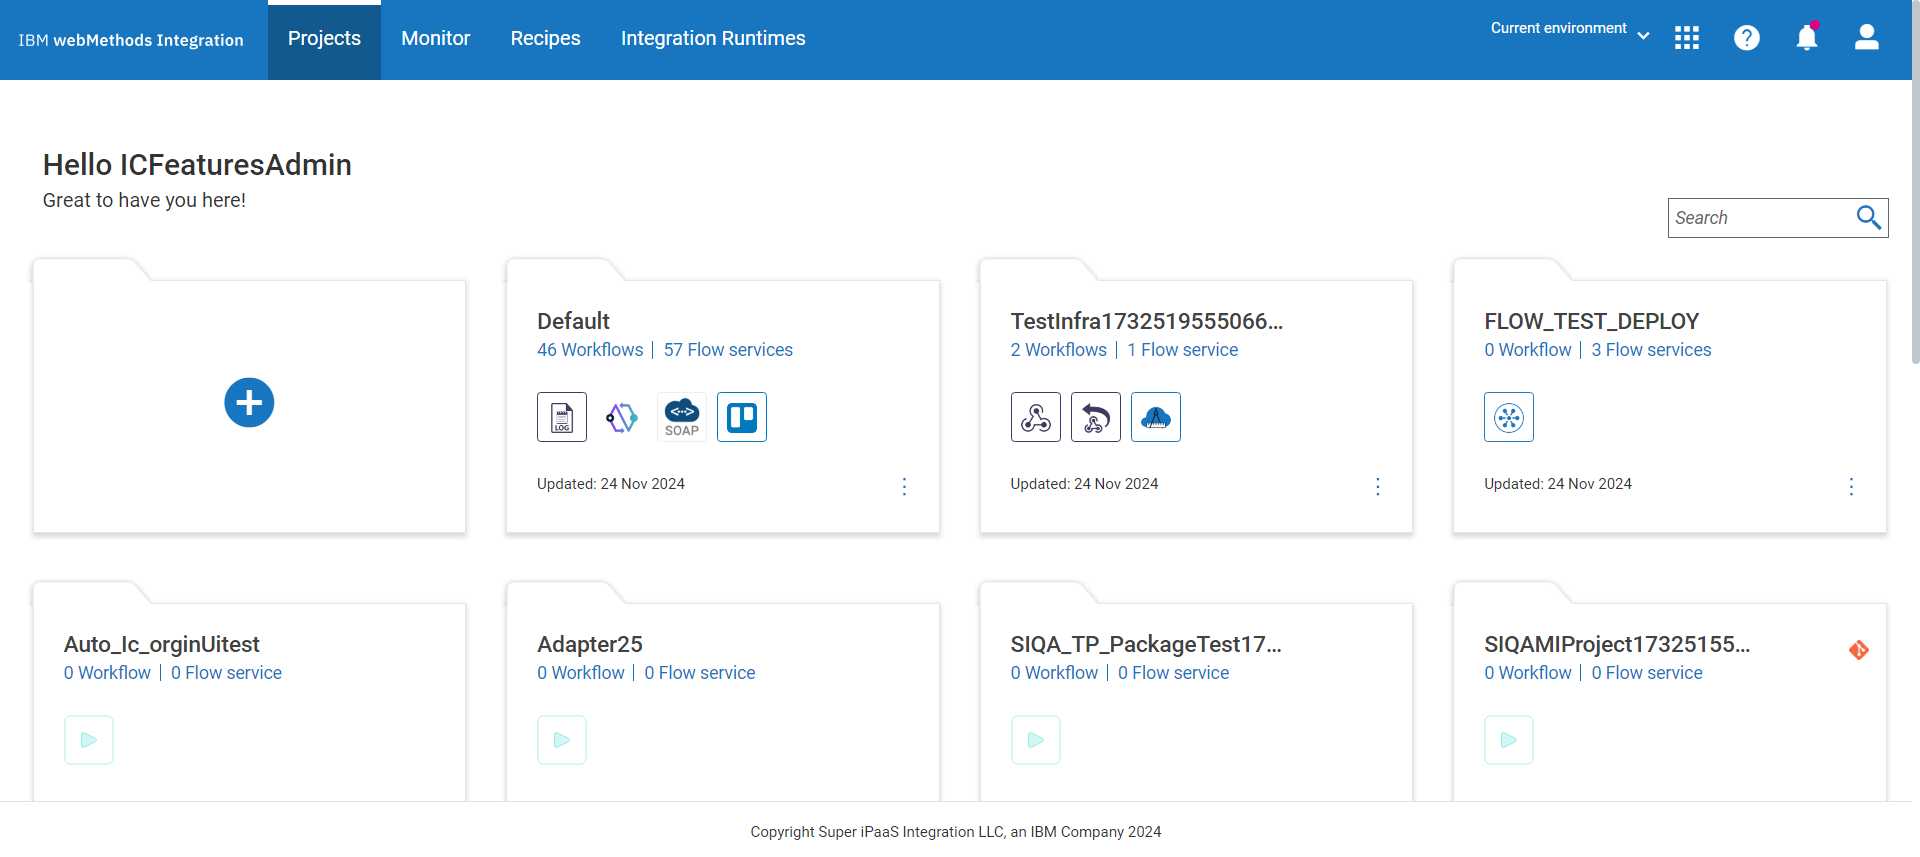 IBM webMethods Integration
Projects
Monitor
Recipes
Integration Runtimes
Current environment
Hello ICFeaturesAdmin
Great to have you here!
Search
Default
46 Workflows | 57 Flow services
LOG
SOAP
Updated: 24 Nov 2024
TestInfra1732519555066...
2 Workflows | 1 Flow service
Updated: 24 Nov 2024
FLOW_TEST_DEPLOY
0 Workflow | 3 Flow services
Updated: 24 Nov 2024
Auto_Ic_orginUitest
0 Workflow | 0 Flow service
Adapter25
0 Workflow | 0 Flow service
SIQA_TP_PackageTest17...
0 Workflow | 0 Flow service
SIQAMIProject17325155...
0 Workflow | 0 Flow service
Copyright Super iPaaS Integration LLC, an IBM Company 2024